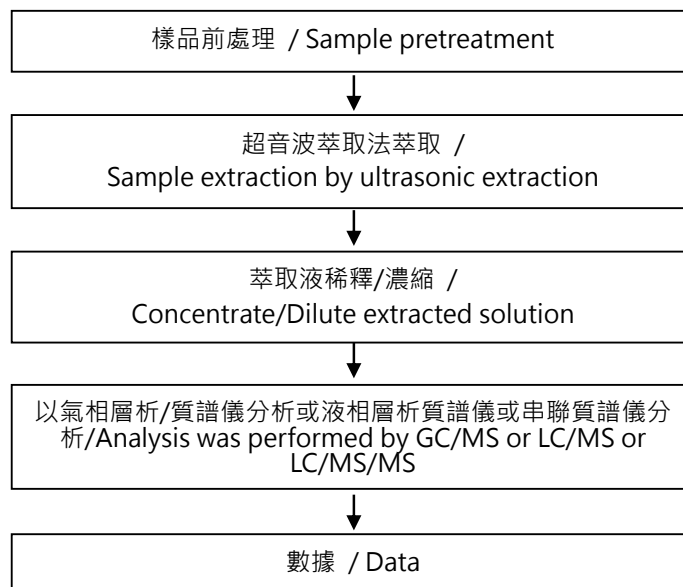 樣品前處理 / Sample pretreatment
超音波萃取法萃取 /
Sample extraction by ultrasonic extraction
萃取液稀釋/濃縮 /
Concentrate/Dilute extracted solution
以氣相層析/質譜儀分析或液相層析質譜儀或串聯質譜儀分
析/Analysis was performed by GC/MS or LC/MS or
LC/MS/MS
數據 / Data